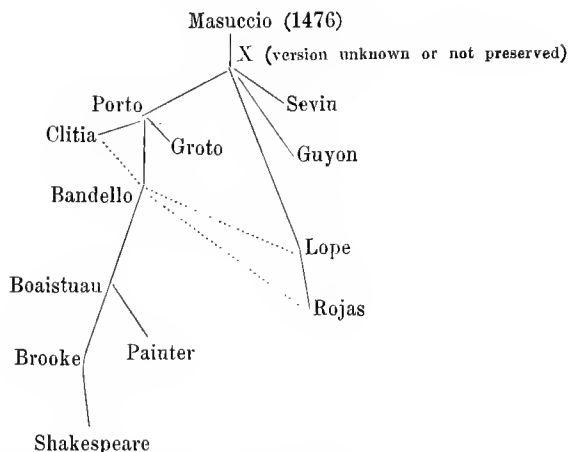 Masuccio (1476)
X (version unknown or not preserved)
Porto
Sevin
Clitia
Groto
Guyon
Bandello
Lope
Boaistuau
Rojas
Painter
Brooke
Shakespeare